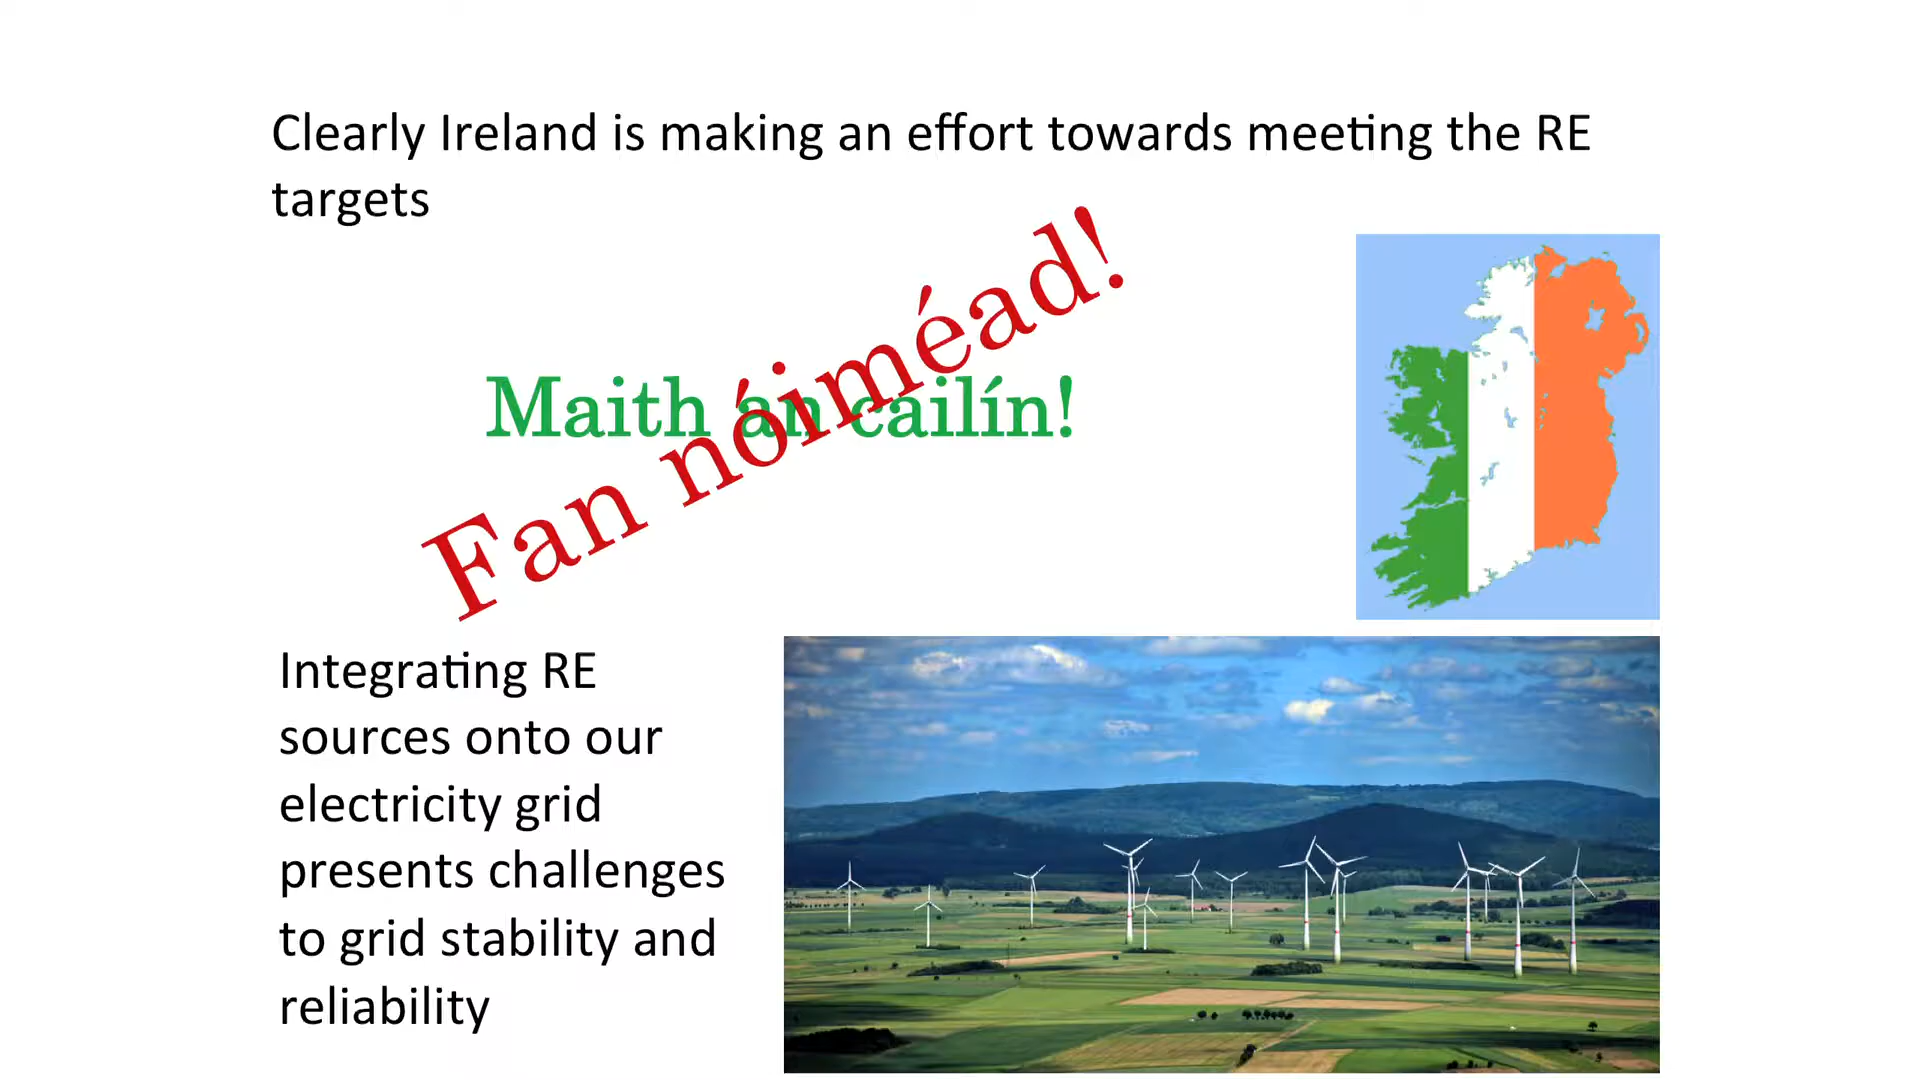 Clearly Ireland is making an effort towards meeting the RE
targets
Maith an cailín!
Fan nóiméad!
Integrating RE
sources onto our
electricity grid
presents challenges
to grid stability and
reliability